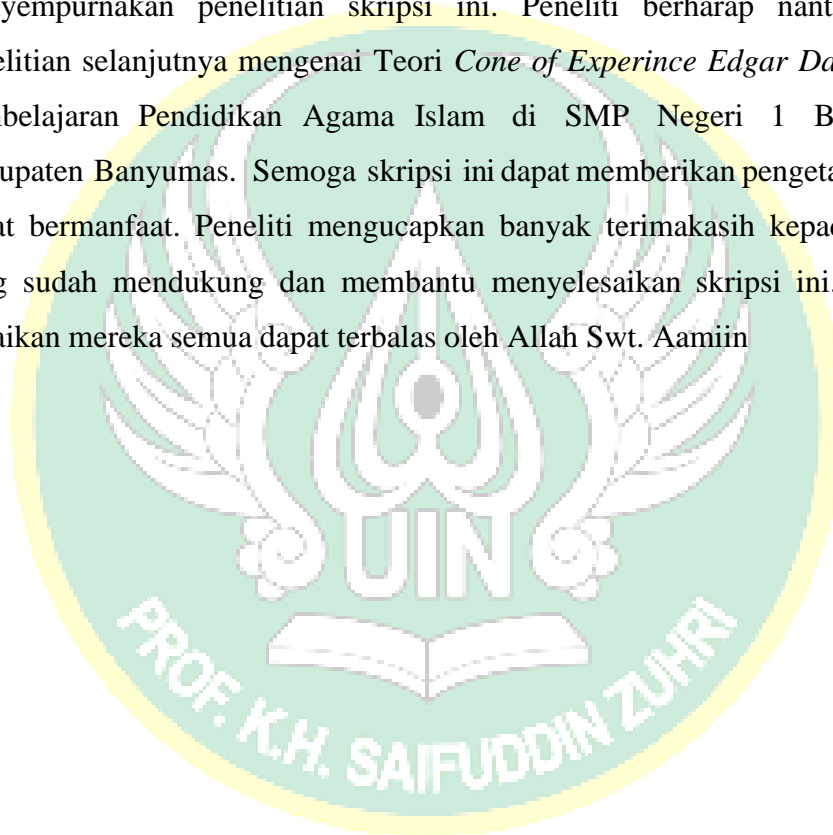 yempurnakan penelitian skripsi ini. Peneliti berharap nant
elitian selanjutnya mengenai Teori Cone of Experince Edgar Da
belajaran Pendidikan Agama Islam di SMP Negeri 1 B
upaten Banyumas. Semoga skripsi ini dapat memberikan pengeta
at bermanfaat. Peneliti mengucapkan banyak terimakasih kepad
g sudah mendukung dan membantu menyelesaikan skripsi ini.
aikan mereka semua dapat terbalas oleh Allah Swt. Aamiin
UIN
PROF. K.H. SAIFUDDIN ZUHRI